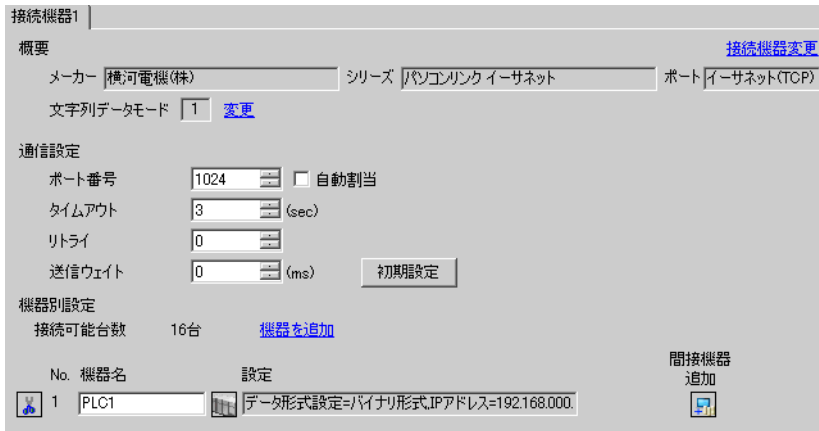 接続機器1
概要 接続機器変更
メーカー 横河電機(株) シリーズ パソコンリンク イーサネット ポート イーサネット(TCP)
文字列データモード 1 変更
通信設定
ポート番号 1024 自動割当
タイムアウト 3 (sec)
リトライ 0
送信ウェイト 0 (ms) 初期設定
機器別設定
接続可能台数 16台 機器を追加
間接機器
No. 機器名 設定 追加
1 PLC1 データ形式設定=バイナリ形式,IPアドレス=192.168.000.